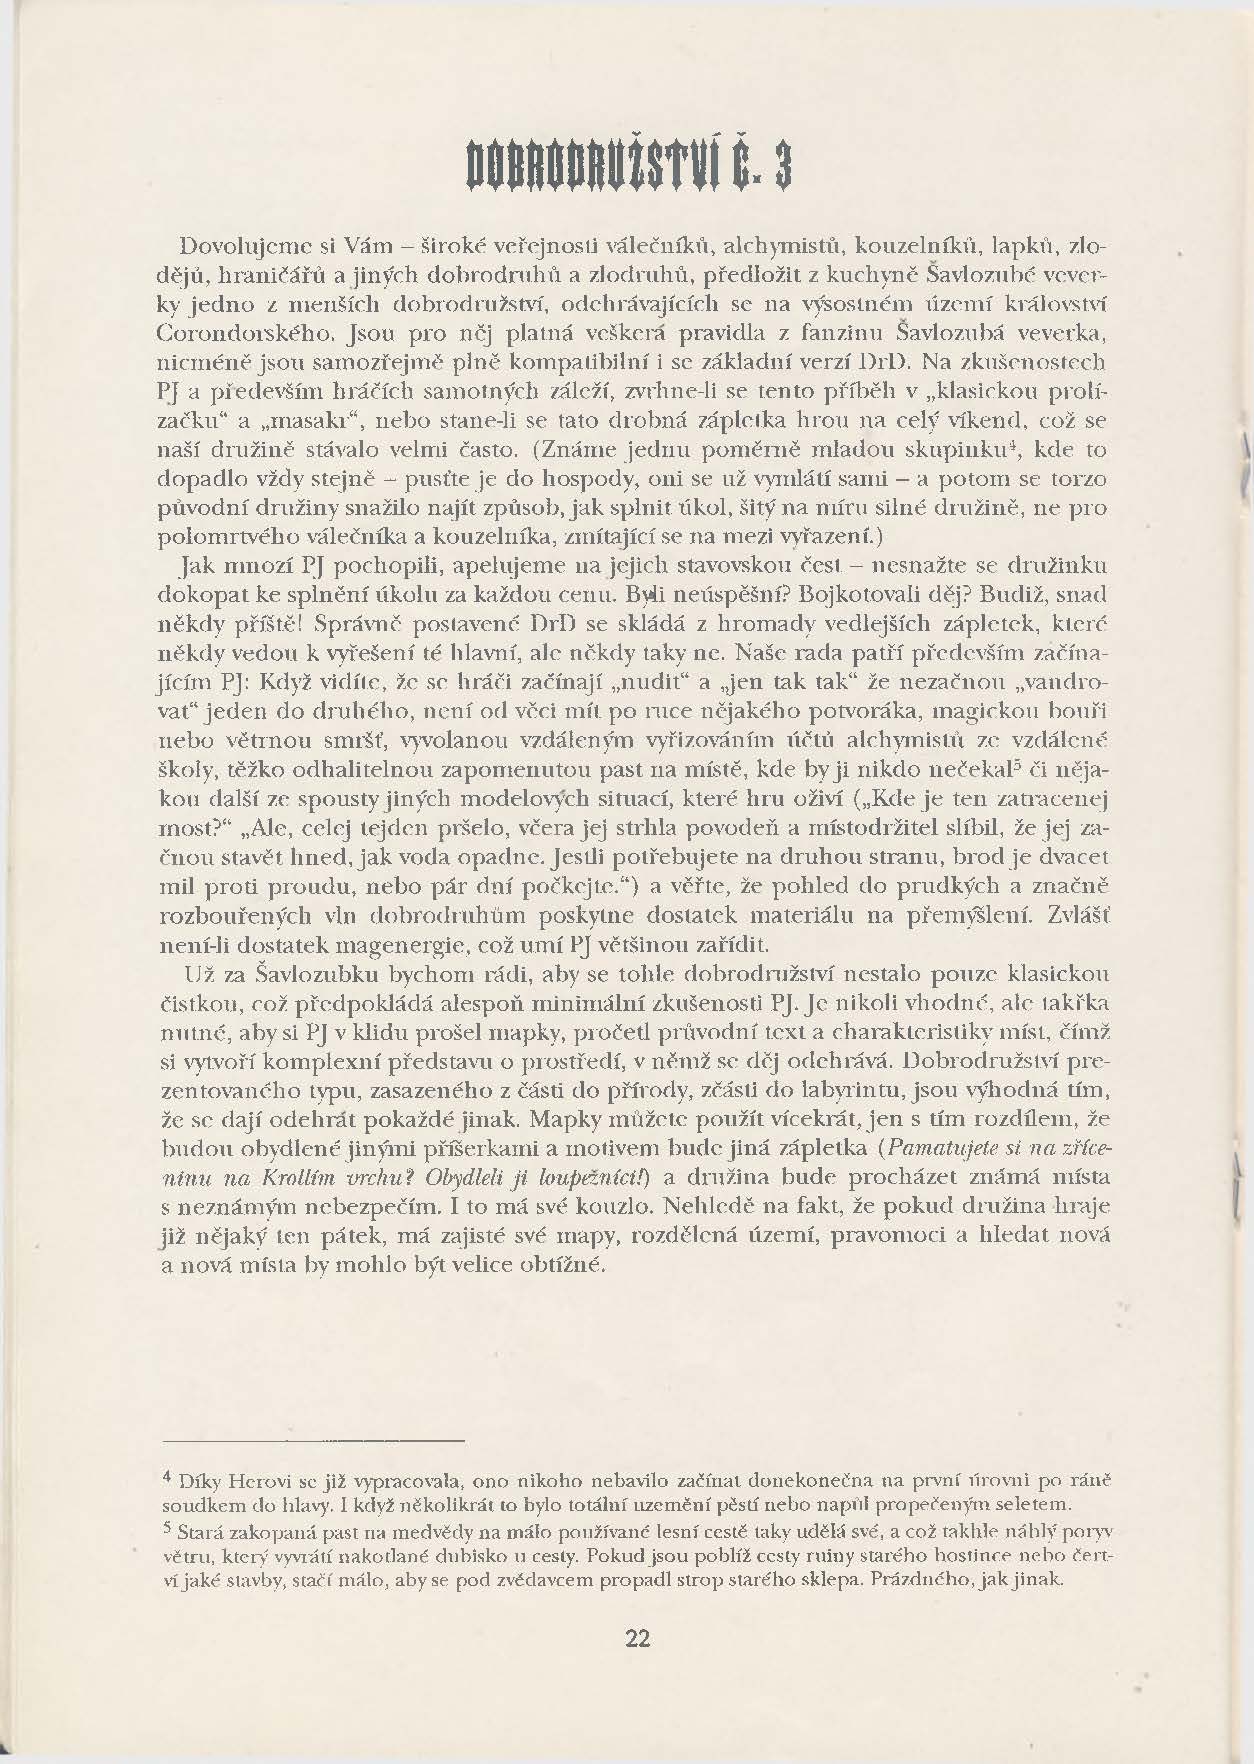 DOBRODRUŽSTVÍ Č. 3
Dovolujeme si Vám – široké veřejnosti válečníků, alchymistů, kouzelníků, lapků, zlo-
dějů, hraničářů a jiných dobrodruhů a zlodruhů, předložit z kuchyně Šavlozubé vever-
ky jedno z menších dobrodružství, odehrávajících se na výsostném území království
Corondorského. Jsou pro něj platná veškerá pravidla z fanzinu Šavlozubá veverka,
nicméně jsou samozřejmě plně kompatibilní i se základní verzí DrD. Na zkušenostech
PJ a především hráčích samotných záleží, zvrhne-li se tento příběh v „klasickou prolí-
začku“ a „masakr“, nebo stane-li se tato drobná zápletka hrou na celý víkend, což se
naší družině stávalo velmi často. (Známe jednu poměrně mladou skupinku⁴, kde to
dopadlo vždy stejně – pusťte je do hospody, oni se už vymlátí sami – a potom se torzo
původní družiny snažilo najít způsob, jak splnit úkol, šitý na míru silné družině, ne pro
polomrtvého válečníka a kouzelníka, zmítající se na mezi vyřazení.)
Jak mnozí PJ pochopili, apelujeme na jejich stavovskou čest – nesnažte se družinku
dokopat ke splnění úkolu za každou cenu. Byli neúspěšní? Bojkotovali děj? Budiž, snad
někdy příště! Správně postavené DrD se skládá z hromady vedlejších zápletek, které
někdy vedou k vyřešení té hlavní, ale někdy taky ne. Naše rada patří především začína-
jícím PJ: Když vidíte, že se hráči začínají „nudit“ a „jen tak tak“ že nezačnou „vandro-
vat“ jeden do druhého, není od věci mít po ruce nějakého potvoráka, magickou bouři
nebo větrnou smršť, vyvolanou vzdáleným vyřizováním účtů alchymistů ze vzdálené
školy, těžko odhalitelnou zapomenutou past na místě, kde by ji nikdo nečekal⁵ či něja-
kou další ze spousty jiných modelových situací, které hru oživí („Kde je ten zatracenej
most?“ „Ale, celej tejden pršelo, včera jej strhla povodeň a místodržitel slíbil, že jej za-
čnou stavět hned, jak voda opadne. Jestli potřebujete na druhou stranu, brod je dvacet
mil proti proudu, nebo pár dní počkejte.“) a věřte, že pohled do prudkých a značně
rozbouřených vln dobrodruhům poskytne dostatek materiálu na přemýšlení. Zvlášť
není-li dostatek magenergie, což umí PJ většinou zařídit.
Už za Šavlozubku bychom rádi, aby se tohle dobrodružství nestalo pouze klasickou
čistkou, což předpokládá alespoň minimální zkušenosti PJ. Je nikoli vhodné, ale takřka
nutné, aby si PJ v klidu prošel mapky, pročetl průvodní text a charakteristiky míst, čímž
si vytvoří komplexní představu o prostředí, v němž se děj odehrává. Dobrodružství pre-
zentovaného typu, zasazeného z části do přírody, zčásti do labyrintu, jsou výhodná tím,
že se dají odehrát pokaždé jinak. Mapky můžete použít vícekrát, jen s tím rozdílem, že
budou obydlené jinými příšerkami a motivem bude jiná zápletka (Pamatujete si na zříce-
ninu na Krollím vrchu? Obydleli ji loupežníci!) a družina bude procházet známá místa
s neznámým nebezpečím. I to má své kouzlo. Nehledě na fakt, že pokud družina hraje
již nějaký ten pátek, má zajisté své mapy, rozdělená území, pravomoci a hledat nová
a nová místa by mohlo být velice obtížné.
⁴ Díky Herovi se již vypracovala, ono nikoho nebavilo začínat donekonečna na první úrovni po ráně
soudkem do hlavy. I když několikrát to bylo totální uzemění pěstí nebo napůl propečeným seletem.
⁵ Stará zakopaná past na medvědy na málo používané lesní cestě taky udělá své, a což takhle náhlý poryv
větru, který vyvrátí nakotlané dubisko u cesty. Pokud jsou poblíž cesty ruiny starého hostince nebo čert-
ví jaké stavby, stačí málo, aby se pod zvědavcem propadl strop starého sklepa. Prázdného, jak jinak.
22